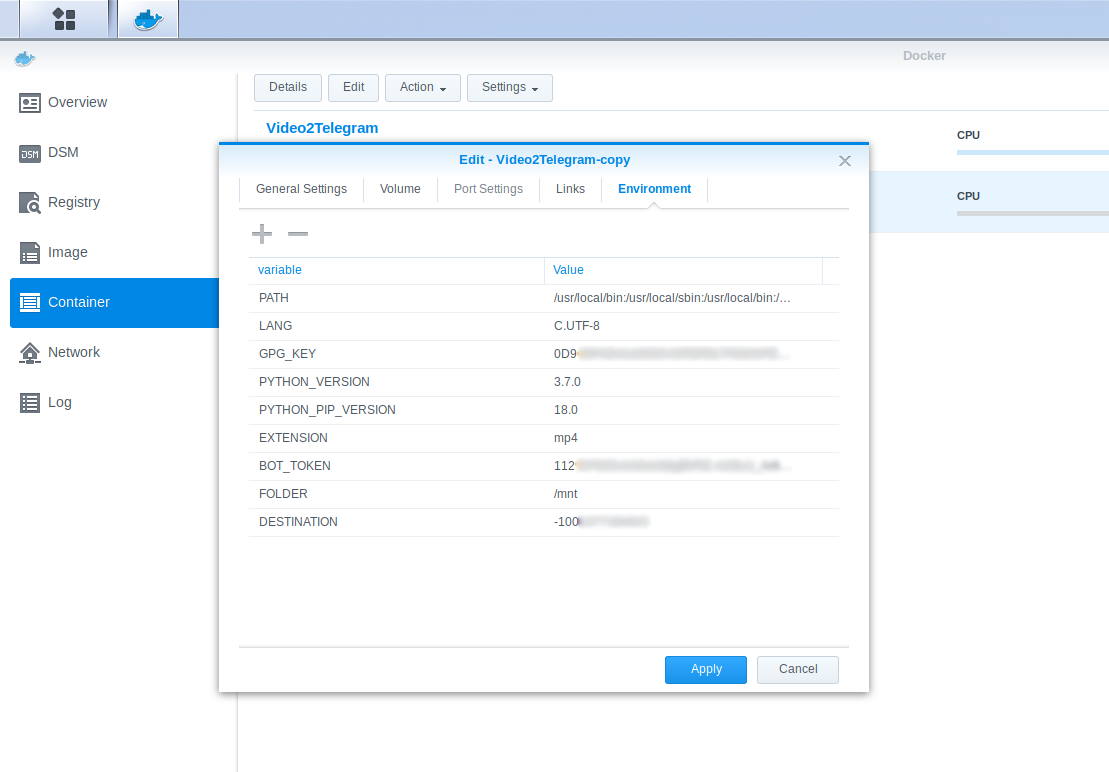 Docker
Overview
DSM
DSM
Registry
Image
Container
Network
Log
Details Edit Action Settings
Video2Telegram
CPU
CPU
Edit - Video2Telegram-copy
General Settings Volume Port Settings Links Environment
variable Value
PATH /usr/local/bin:/usr/local/sbin:/usr/local/bin:/…
LANG C.UTF-8
GPG_KEY 0D9
PYTHON_VERSION 3.7.0
PYTHON_PIP_VERSION 18.0
EXTENSION mp4
BOT_TOKEN 112
FOLDER /mnt
DESTINATION -100
Apply Cancel